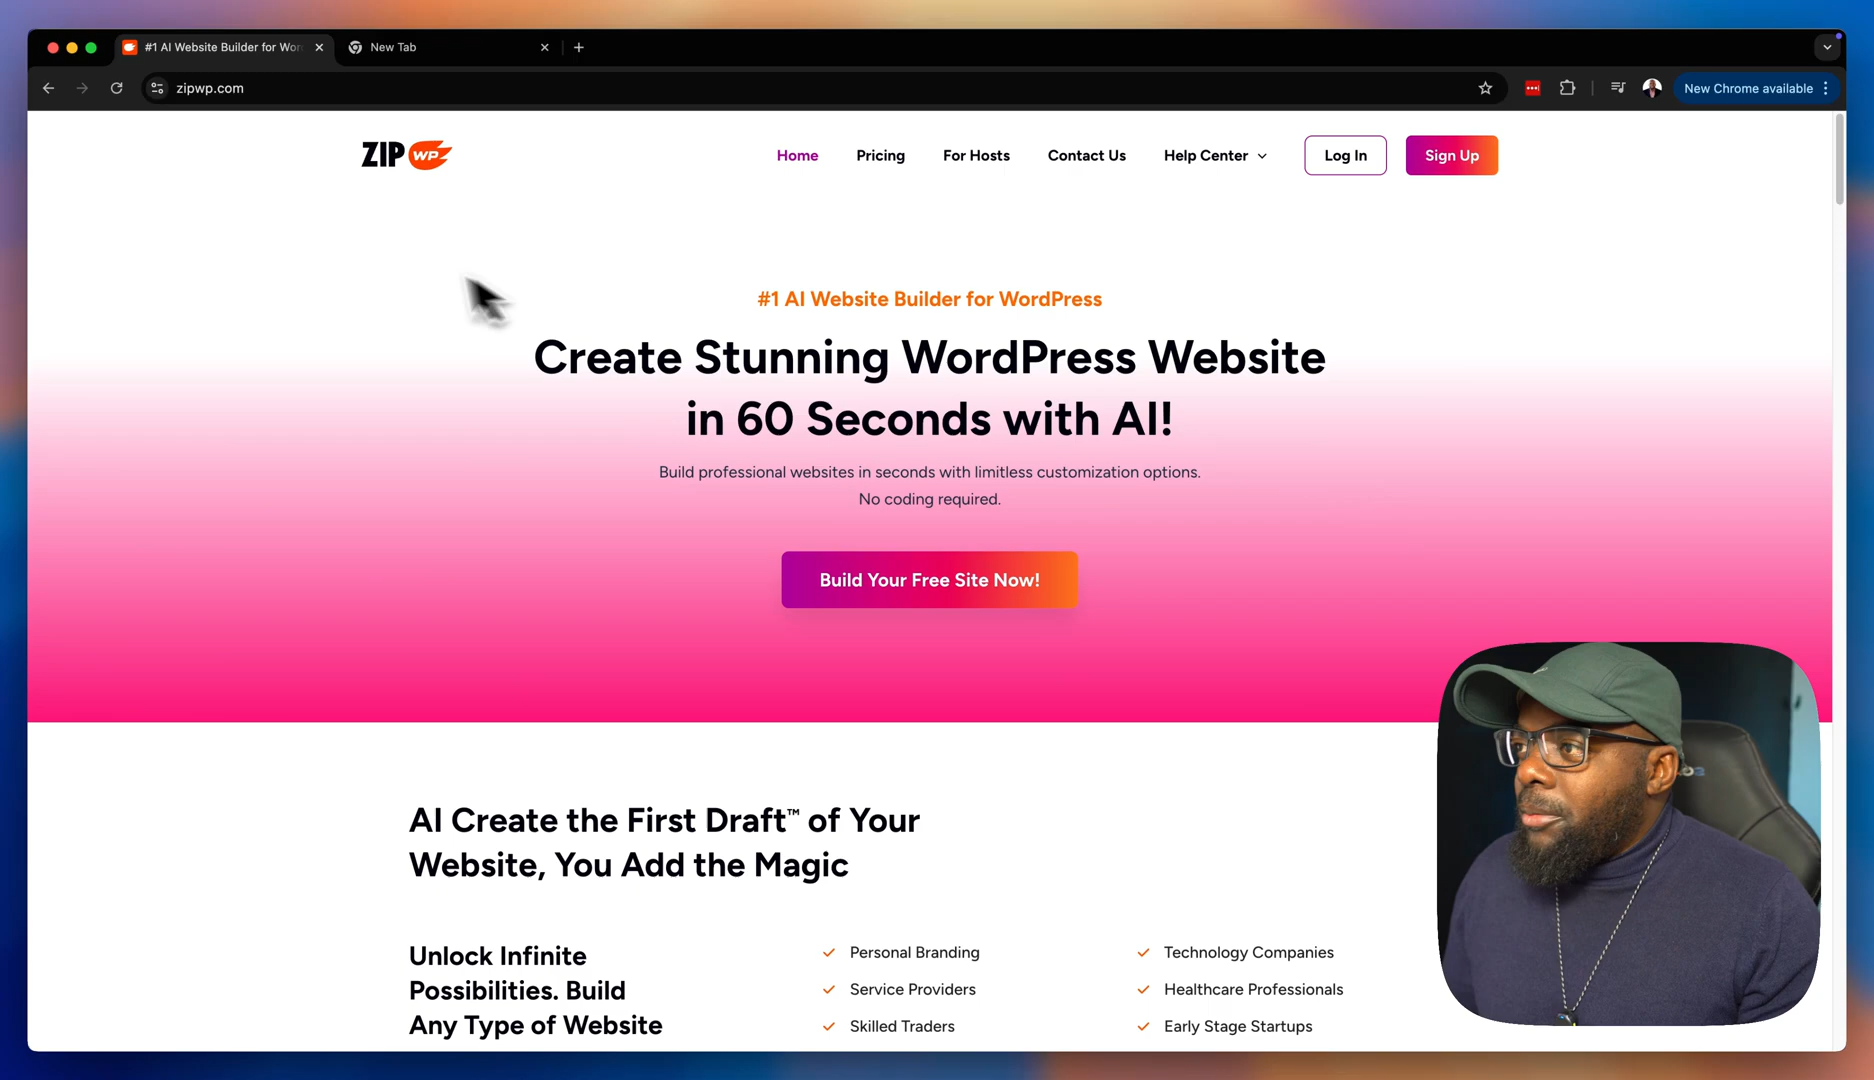 #1 AI Website Builder for Wor
New Tab
zipwp.com
New Chrome available
ZIP WP
Home
Pricing
For Hosts
Contact Us
Help Center
Log In
Sign Up
#1 AI Website Builder for WordPress
Create Stunning WordPress Website
in 60 Seconds with AI!
Build professional websites in seconds with limitless customization options.
No coding required.
Build Your Free Site Now!
AI Create the First Draft™ of Your
Website, You Add the Magic
Unlock Infinite
Possibilities. Build
Any Type of Website
Personal Branding
Service Providers
Skilled Traders
Technology Companies
Healthcare Professionals
Early Stage Startups